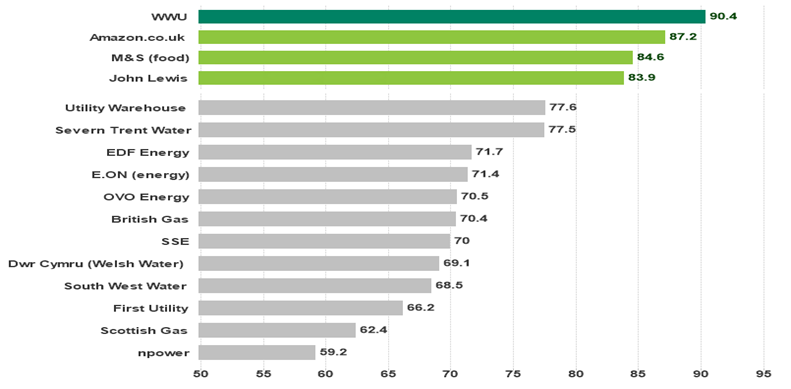 WWU 90.4
Amazon.co.uk 87.2
M&S (food) 84.6
John Lewis 83.9
Utility Warehouse 77.6
Severn Trent Water 77.5
EDF Energy 71.7
E.ON (energy) 71.4
OVO Energy 70.5
British Gas 70.4
SSE 70
Dwr Cymru (Welsh Water) 69.1
South West Water 68.5
First Utility 66.2
Scottish Gas 62.4
npower 59.2
50 55 60 65 70 75 80 85 90 95